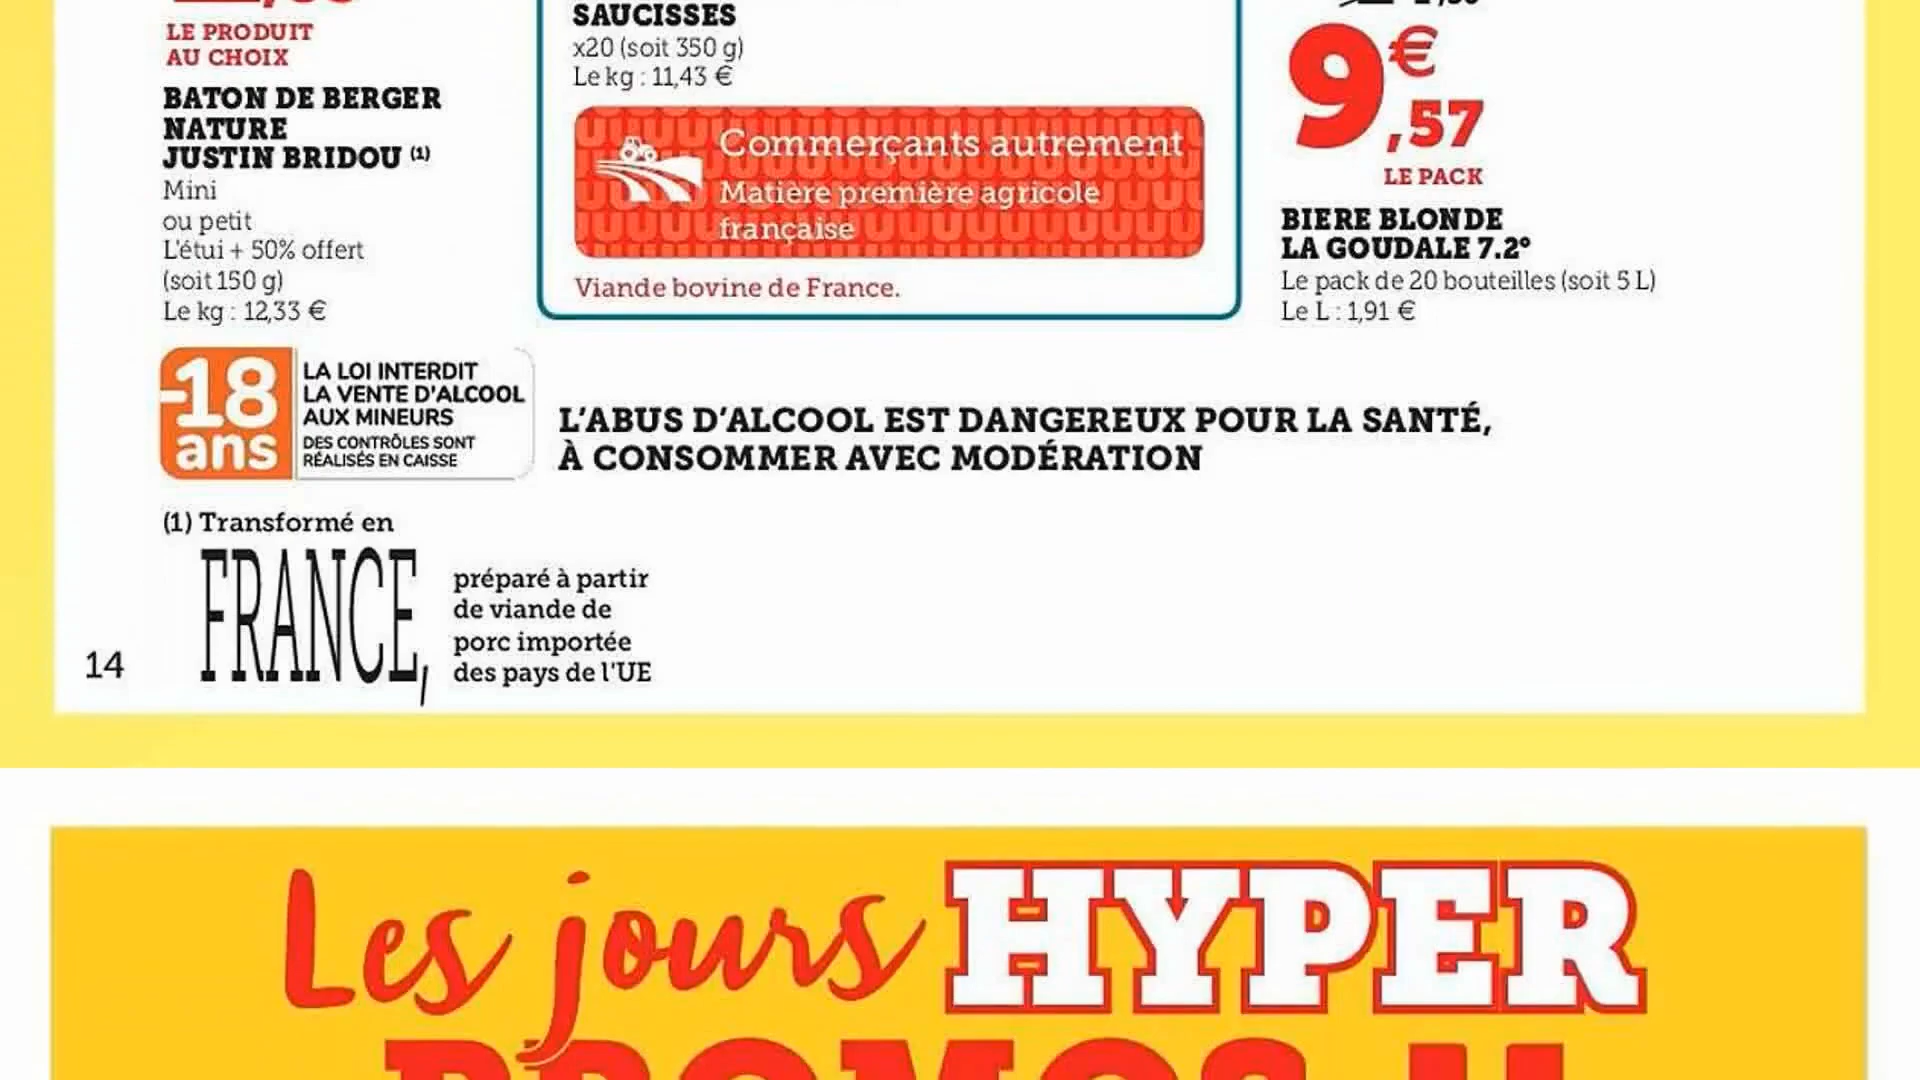 LE PRODUIT
AU CHOIX
BATON DE BERGER
NATURE
JUSTIN BRIDOU (1)
Mini
ou petit
L'étui + 50% offert
(soit 150 g)
Le kg : 12,33 €
SAUCISSES
x20 (soit 350 g)
Le kg : 11,43 €
Commerçants autrement
Matière première agricole
française
Viande bovine de France.
9€,57
LE PACK
BIERE BLONDE
LA GOUDALE 7.2°
Le pack de 20 bouteilles (soit 5 L)
Le L : 1,91 €
-18
ans
LA LOI INTERDIT
LA VENTE D'ALCOOL
AUX MINEURS
DES CONTRÔLES SONT
RÉALISÉS EN CAISSE
L'ABUS D'ALCOOL EST DANGEREUX POUR LA SANTÉ,
À CONSOMMER AVEC MODÉRATION
(1) Transformé en
FRANCE,
préparé à partir
de viande de
porc importée
des pays de l'UE
14
Les jours HYPER
PROMOS